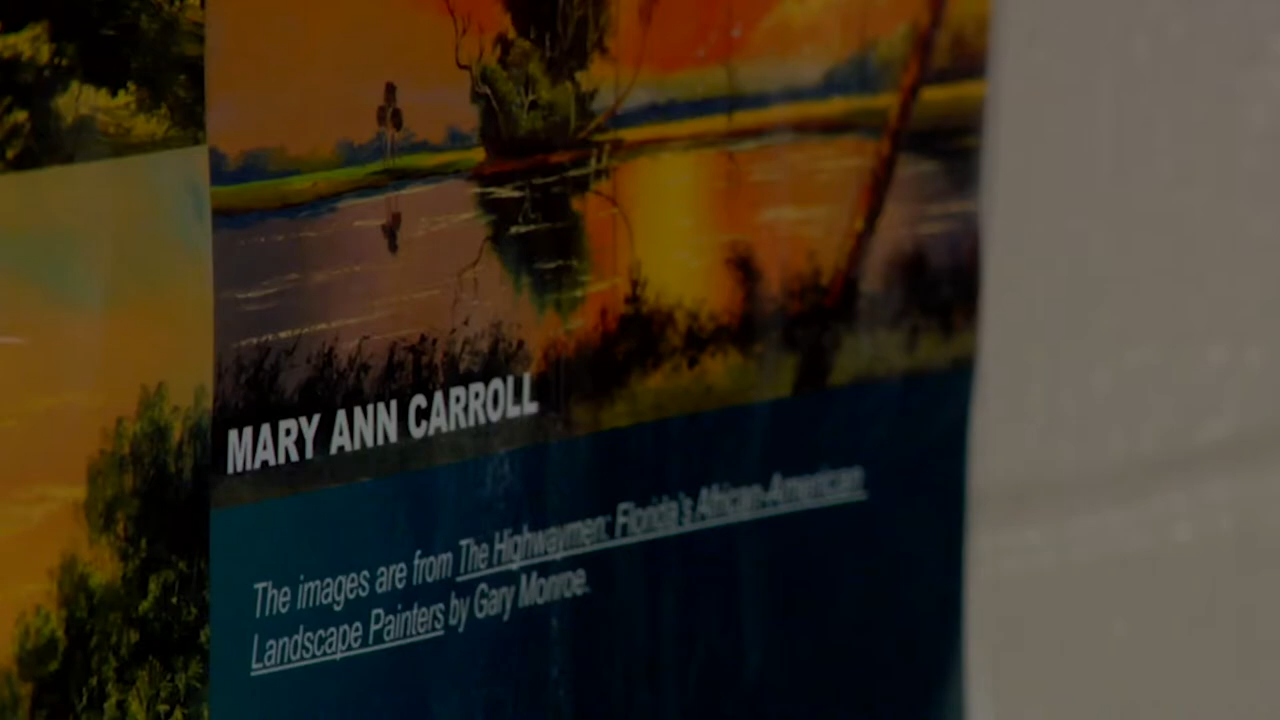 MARY ANN CARROLL
The images are from The Highwaymen: Florida's African-American
Landscape Painters by Gary Monroe.